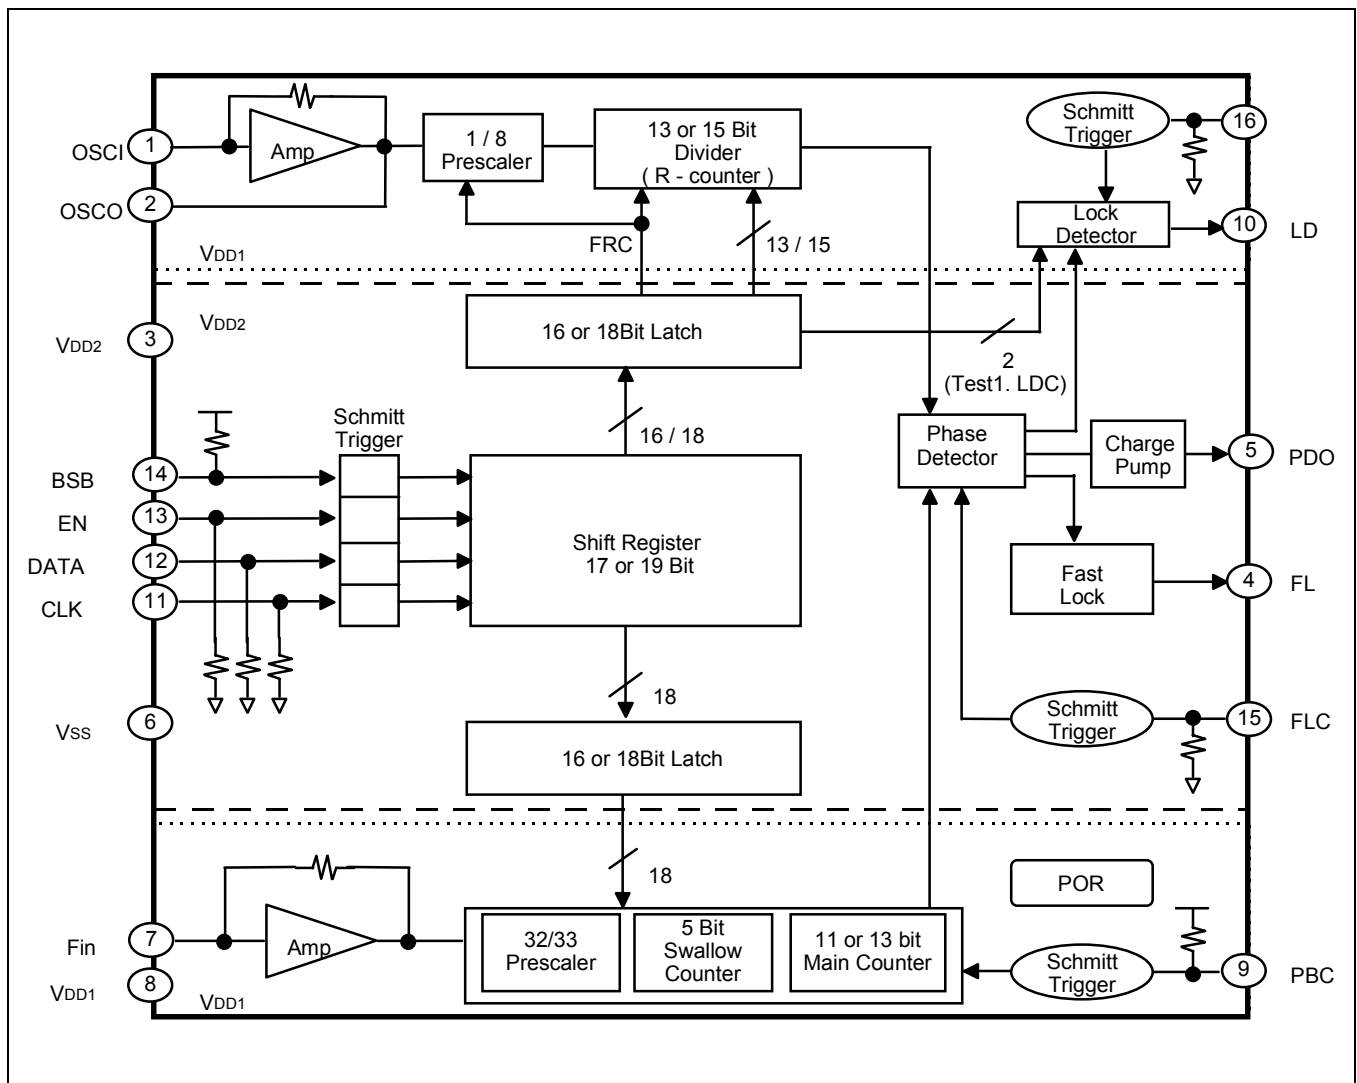 OSCI
1
Amp
1 / 8
Prescaler
13 or 15 Bit
Divider
( R - counter )
Schmitt
Trigger
16
OSCO
2
FRC
13 / 15
Lock
Detector
10
LD
VDD1
VDD2
VDD2
3
16 or 18Bit Latch
2
(Test1. LDC)
Schmitt
Trigger
16 / 18
Phase
Detector
Charge
Pump
5
PDO
BSB
14
EN
13
DATA
12
CLK
11
Shift Register
17 or 19 Bit
Fast
Lock
4
FL
18
Vss
6
16 or 18Bit Latch
Schmitt
Trigger
15
FLC
18
POR
Fin
7
Amp
32/33
Prescaler
5 Bit
Swallow
Counter
11 or 13 bit
Main Counter
Schmitt
Trigger
9
PBC
VDD1
8
VDD1